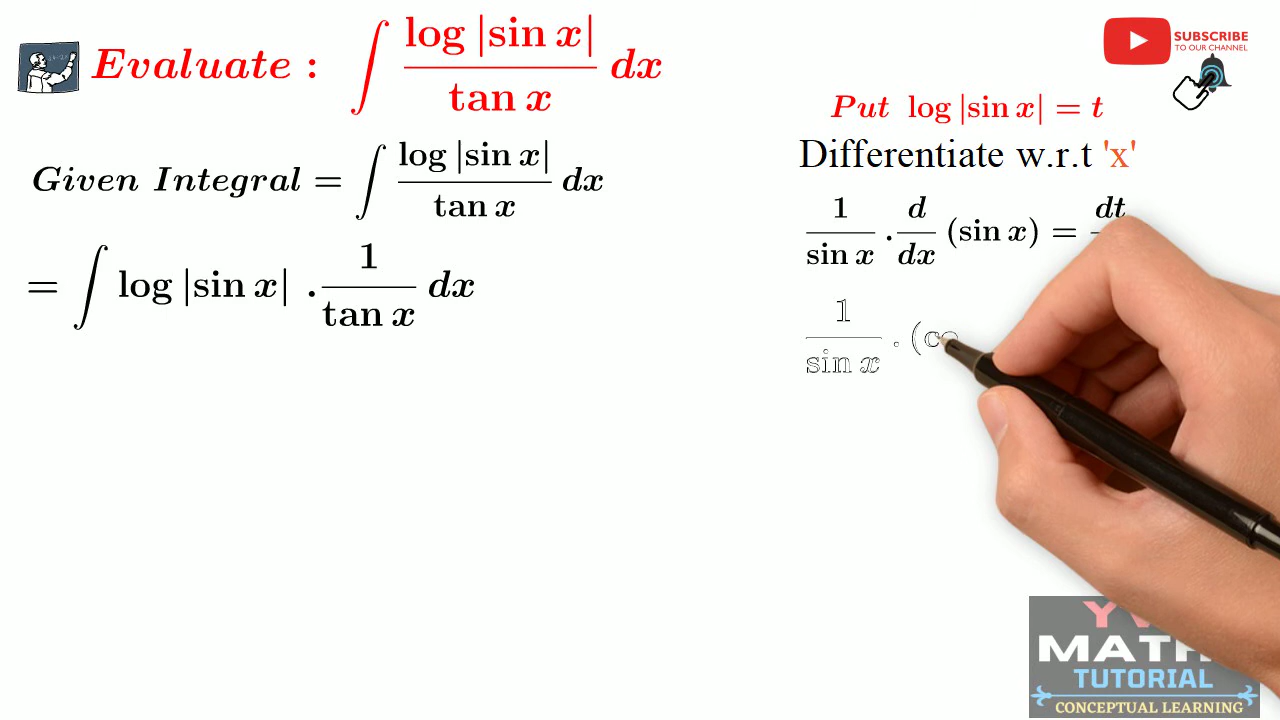 Evaluate : ∫ log |sin x| / tan x dx
SUBSCRIBE
TO OUR CHANNEL
Put log |sin x| = t
Differentiate w.r.t 'x'
Given Integral = ∫ log |sin x| / tan x dx
1 / sin x . d / dx (sin x) = dt
= ∫ log |sin x| . 1 / tan x dx
1 / sin x . (co
TUTORIAL
CONCEPTUAL LEARNING